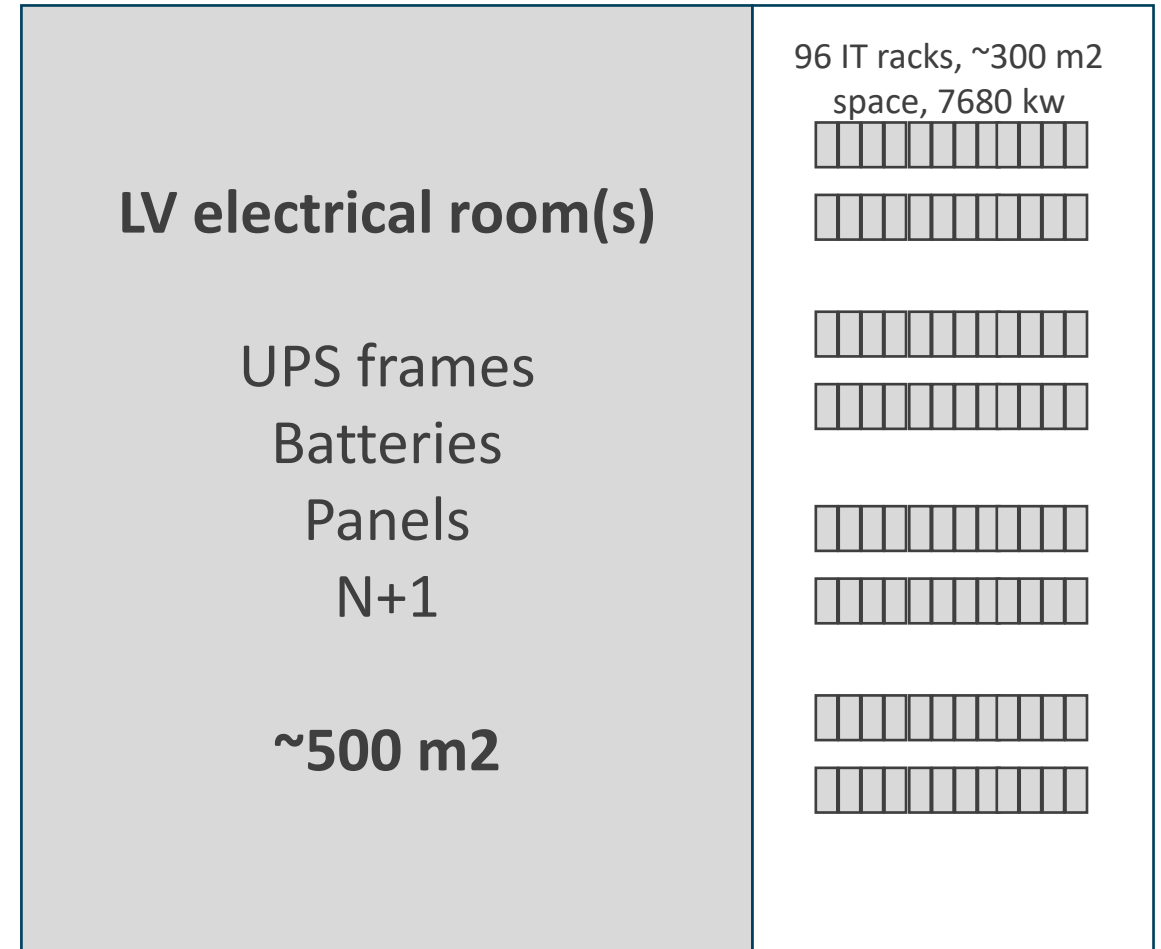 LV electrical room(s)
UPS frames
Batteries
Panels
N+1
~500 m2
96 IT racks, ~300 m2
space, 7680 kw